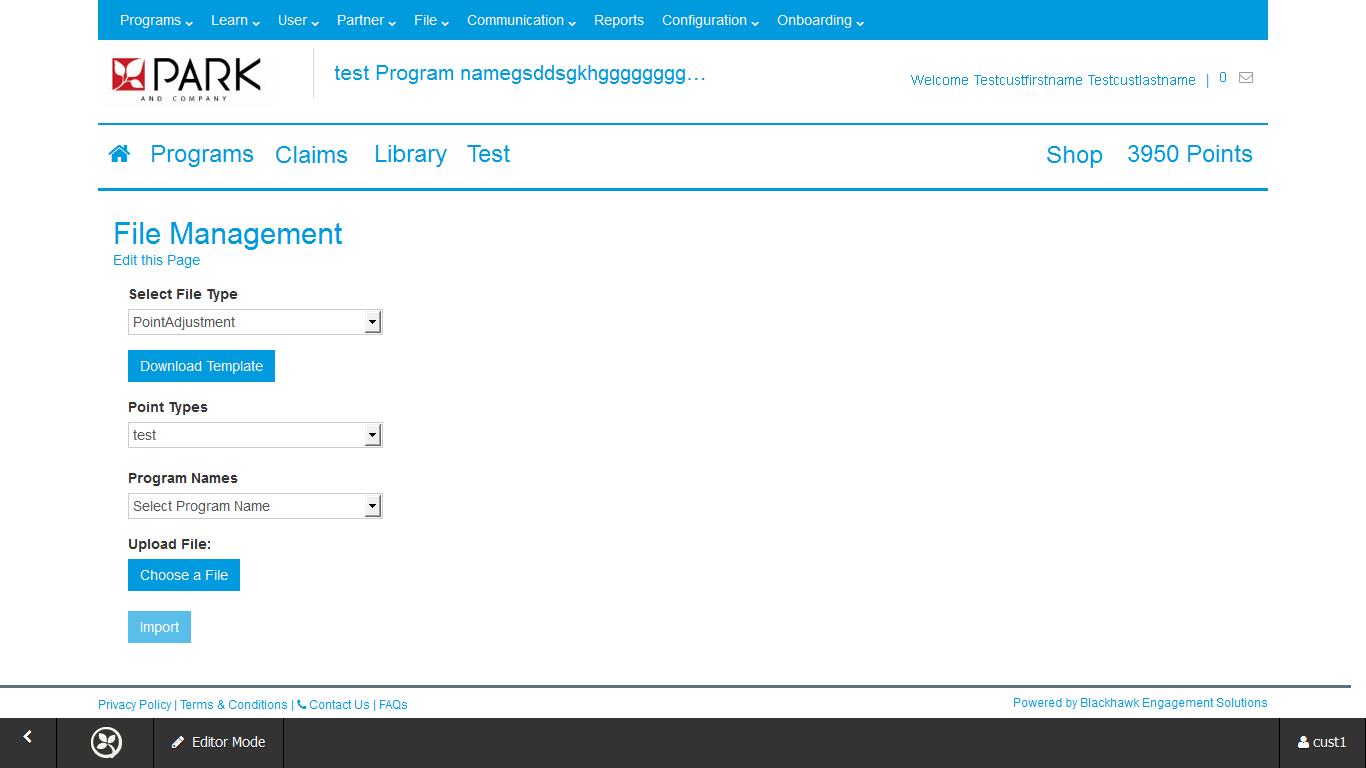 Programs Learn User Partner File Communication Reports Configuration Onboarding
PARK
AND COMPANY
test Program namegsddsgkhgggggggg...
Welcome Testcustfirstname Testcustlastname | 0
Programs Claims Library Test Shop 3950 Points
File Management
Edit this Page
Select File Type
PointAdjustment
Download Template
Point Types
test
Program Names
Select Program Name
Upload File:
Choose a File
Import
Privacy Policy | Terms & Conditions | Contact Us | FAQs
Powered by Blackhawk Engagement Solutions
Editor Mode
cust1